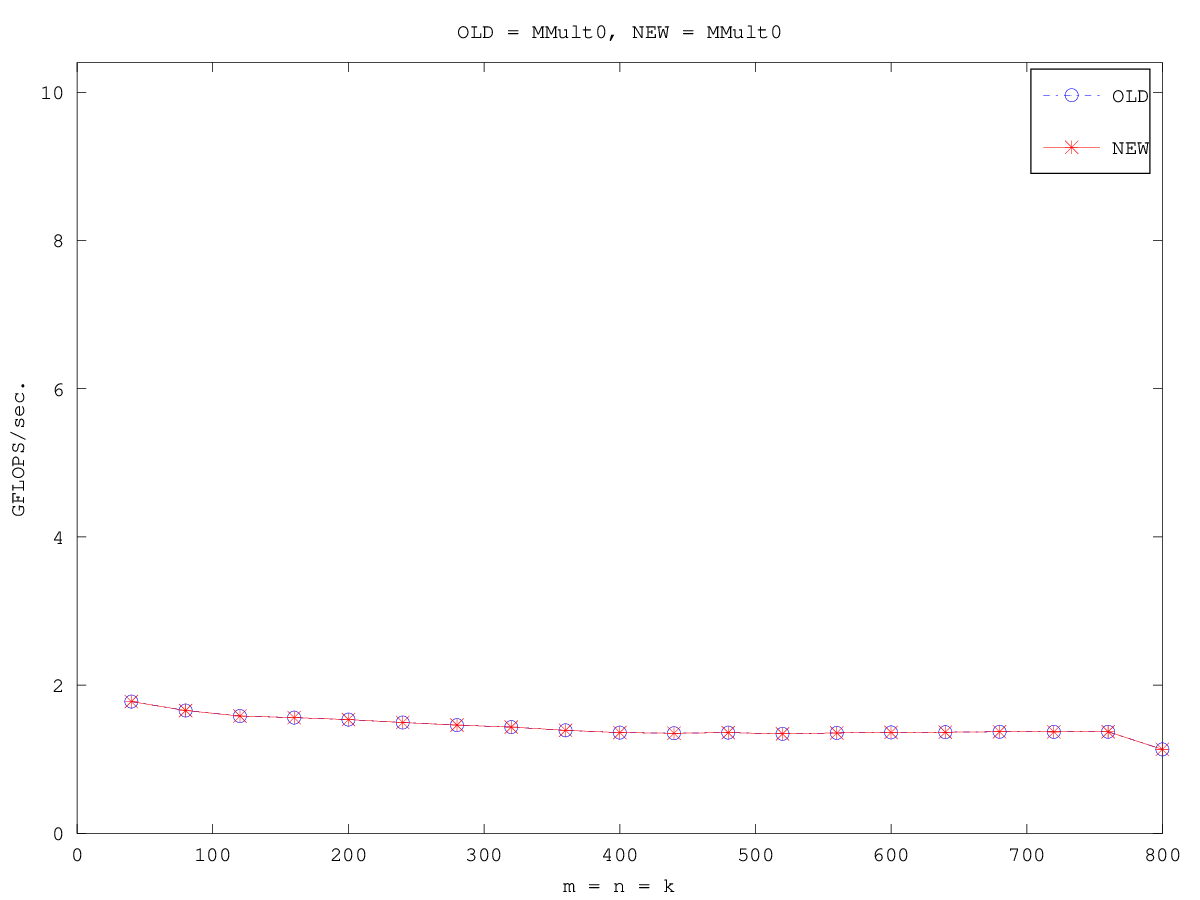 OLD = MMult0, NEW = MMult0
OLD
NEW
10
8
6
4
2
0
GFLOPS/sec.
0 100 200 300 400 500 600 700 800
m = n = k